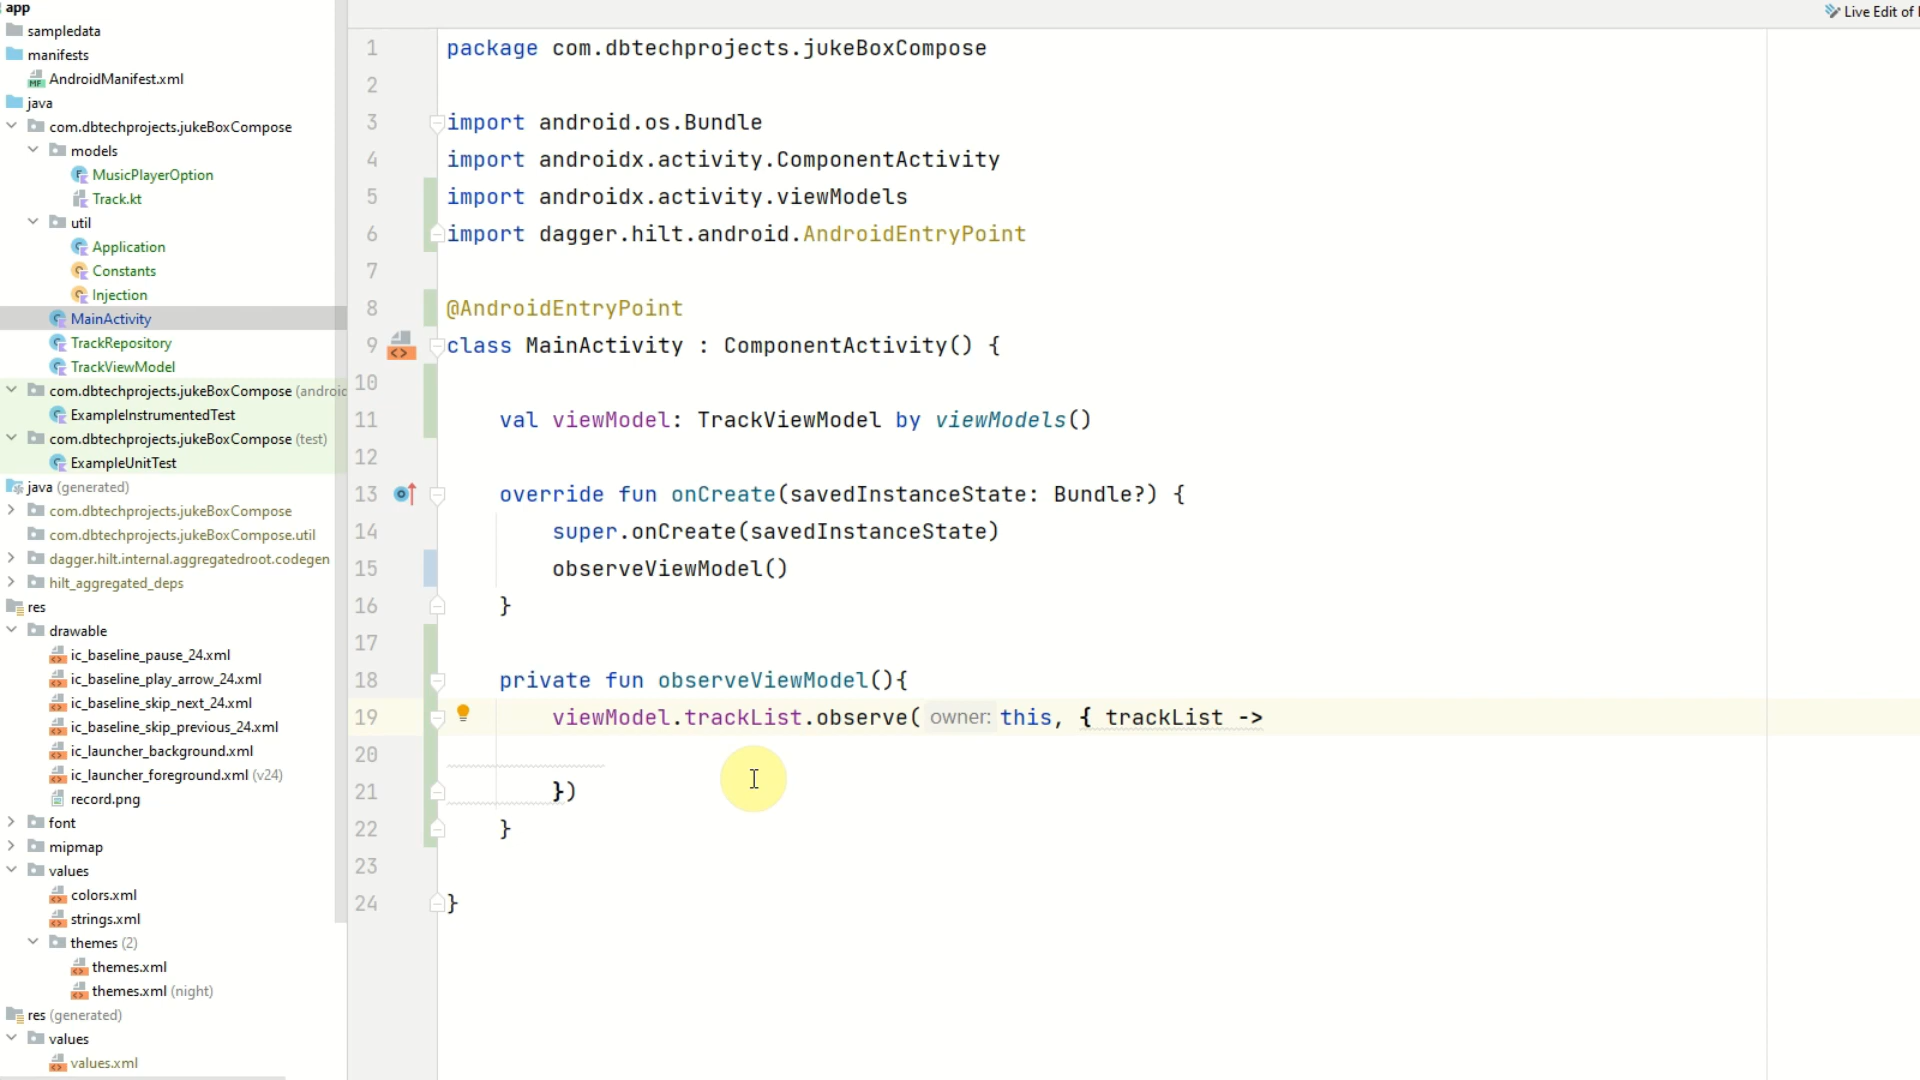 app
sampledata
manifests
AndroidManifest.xml
java
com.dbtechprojects.jukeBoxCompose
models
MusicPlayerOption
Track.kt
util
Application
Constants
Injection
MainActivity
TrackRepository
TrackViewModel
com.dbtechprojects.jukeBoxCompose (androi
ExampleInstrumentedTest
com.dbtechprojects.jukeBoxCompose (test)
ExampleUnitTest
java (generated)
com.dbtechprojects.jukeBoxCompose
com.dbtechprojects.jukeBoxCompose.util
dagger.hilt.internal.aggregatedroot.codegen
hilt_aggregated_deps
res
drawable
ic_baseline_pause_24.xml
ic_baseline_play_arrow_24.xml
ic_baseline_skip_next_24.xml
ic_baseline_skip_previous_24.xml
ic_launcher_background.xml
ic_launcher_foreground.xml (v24)
record.png
font
mipmap
values
colors.xml
strings.xml
themes (2)
themes.xml
themes.xml (night)
res (generated)
values
values.xml
Live Edit of
1 package com.dbtechprojects.jukeBoxCompose
2
3 import android.os.Bundle
4 import androidx.activity.ComponentActivity
5 import androidx.activity.viewModels
6 import dagger.hilt.android.AndroidEntryPoint
7
8 @AndroidEntryPoint
9 class MainActivity : ComponentActivity() {
10
11 val viewModel: TrackViewModel by viewModels()
12
13 override fun onCreate(savedInstanceState: Bundle?) {
14 super.onCreate(savedInstanceState)
15 observeViewModel()
16 }
17
18 private fun observeViewModel(){
19 viewModel.trackList.observe( owner: this, { trackList ->
20
21 })
22 }
23
24 }